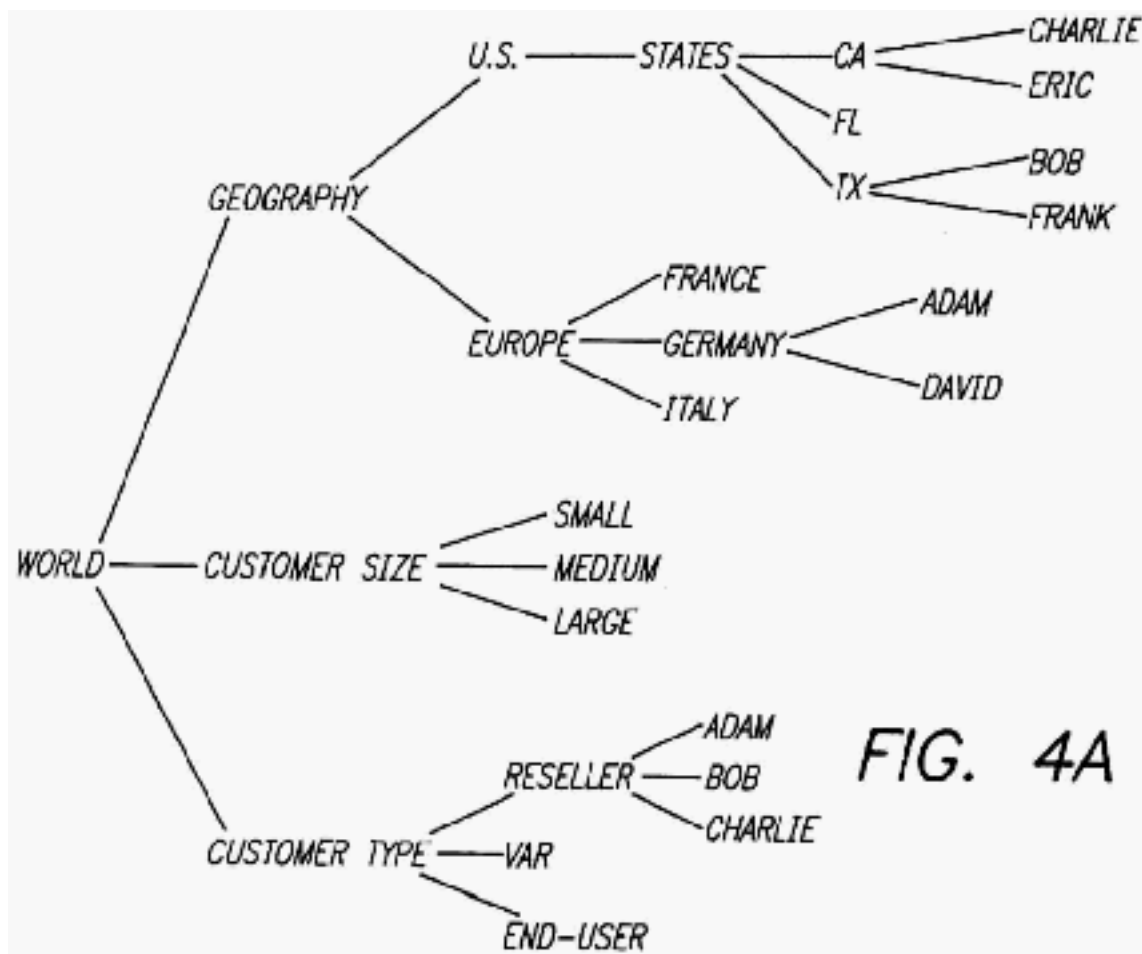 CHARLIE
U.S. STATES CA
ERIC
FL
BOB
TX
GEOGRAPHY
FRANK
FRANCE
ADAM
EUROPE GERMANY
DAVID
ITALY
SMALL
WORLD CUSTOMER SIZE MEDIUM
LARGE
ADAM
RESELLER BOB
FIG. 4A
CHARLIE
CUSTOMER TYPE VAR
END-USER